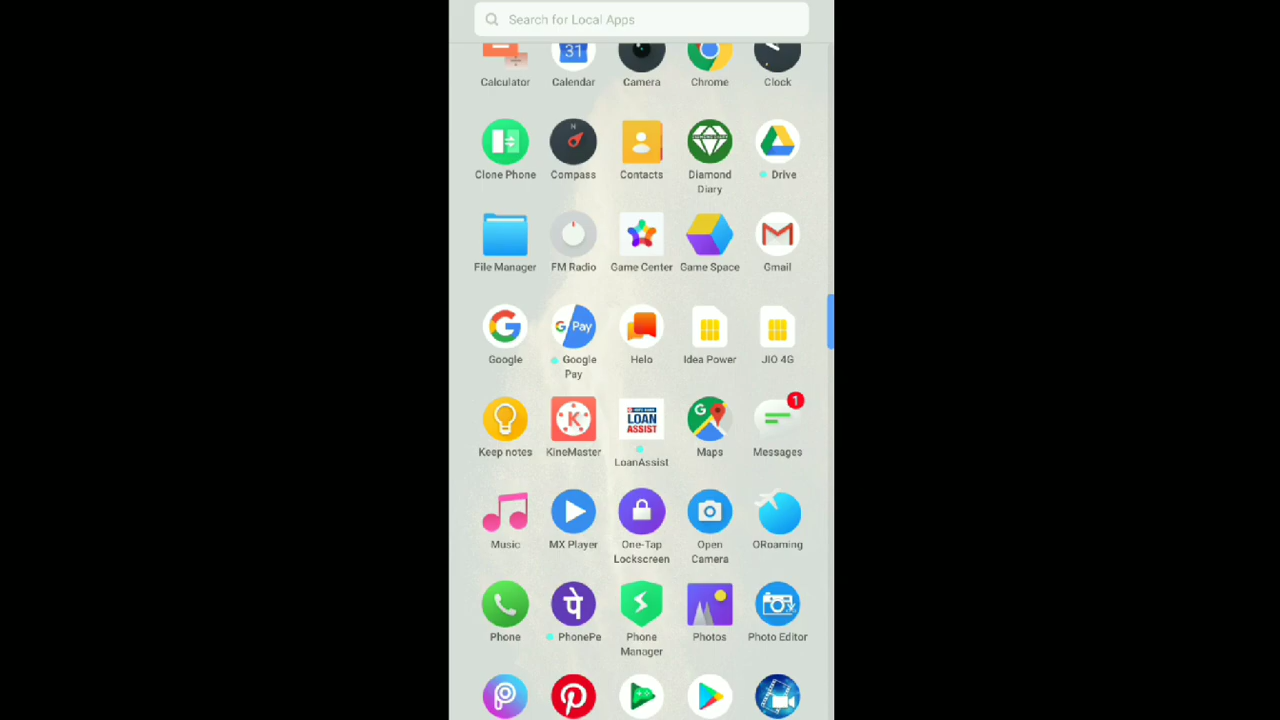 Search for Local Apps
31
Calculator Calendar Camera Chrome Clock
N
DIAMOND DIARY
Clone Phone Compass Contacts Diamond Drive
Diary
File Manager FM Radio Game Center Game Space Gmail
G Pay
Google Google Helo Idea Power JIO 4G
Pay
1
K
LOAN
ASSIST
G
Keep notes KineMaster LoanAssist Maps Messages
Music MX Player One-Tap Open ORoaming
Lockscreen Camera
पे
Phone PhonePe Phone Photos Photo Editor
Manager